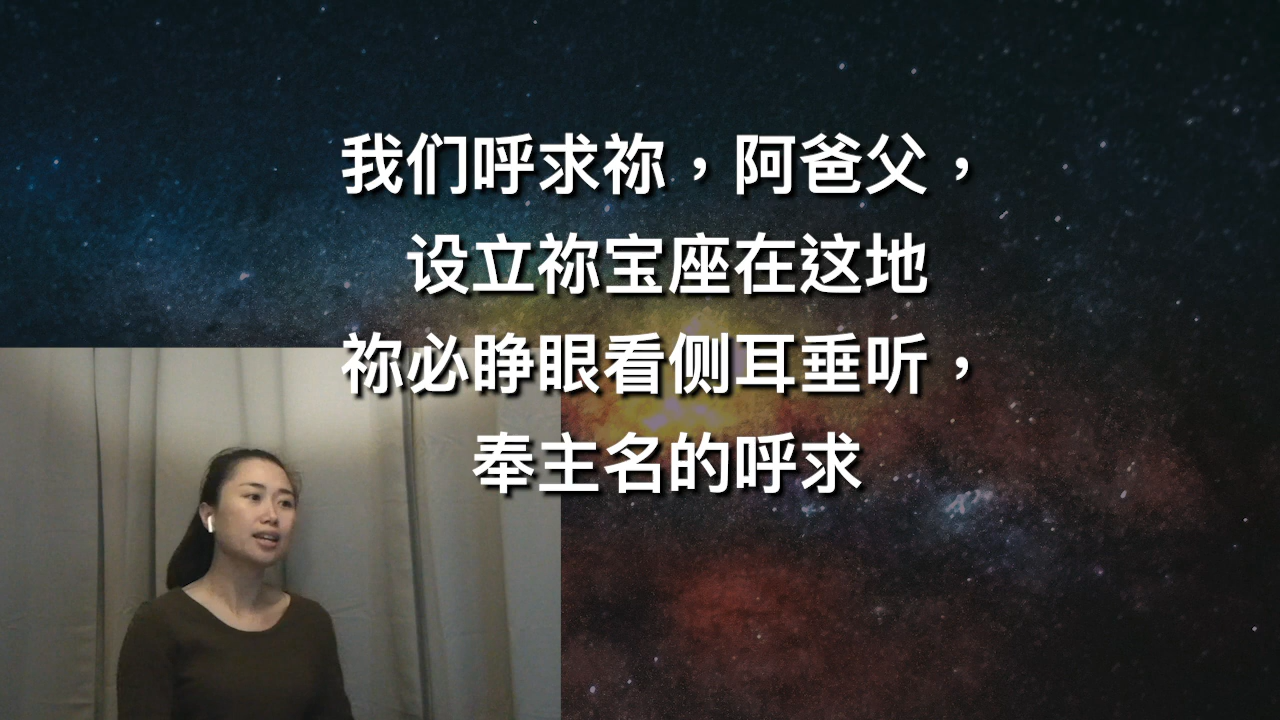 我们呼求祢，阿爸父，
设立祢宝座在这地
祢必睁眼看侧耳垂听，
奉主名的呼求